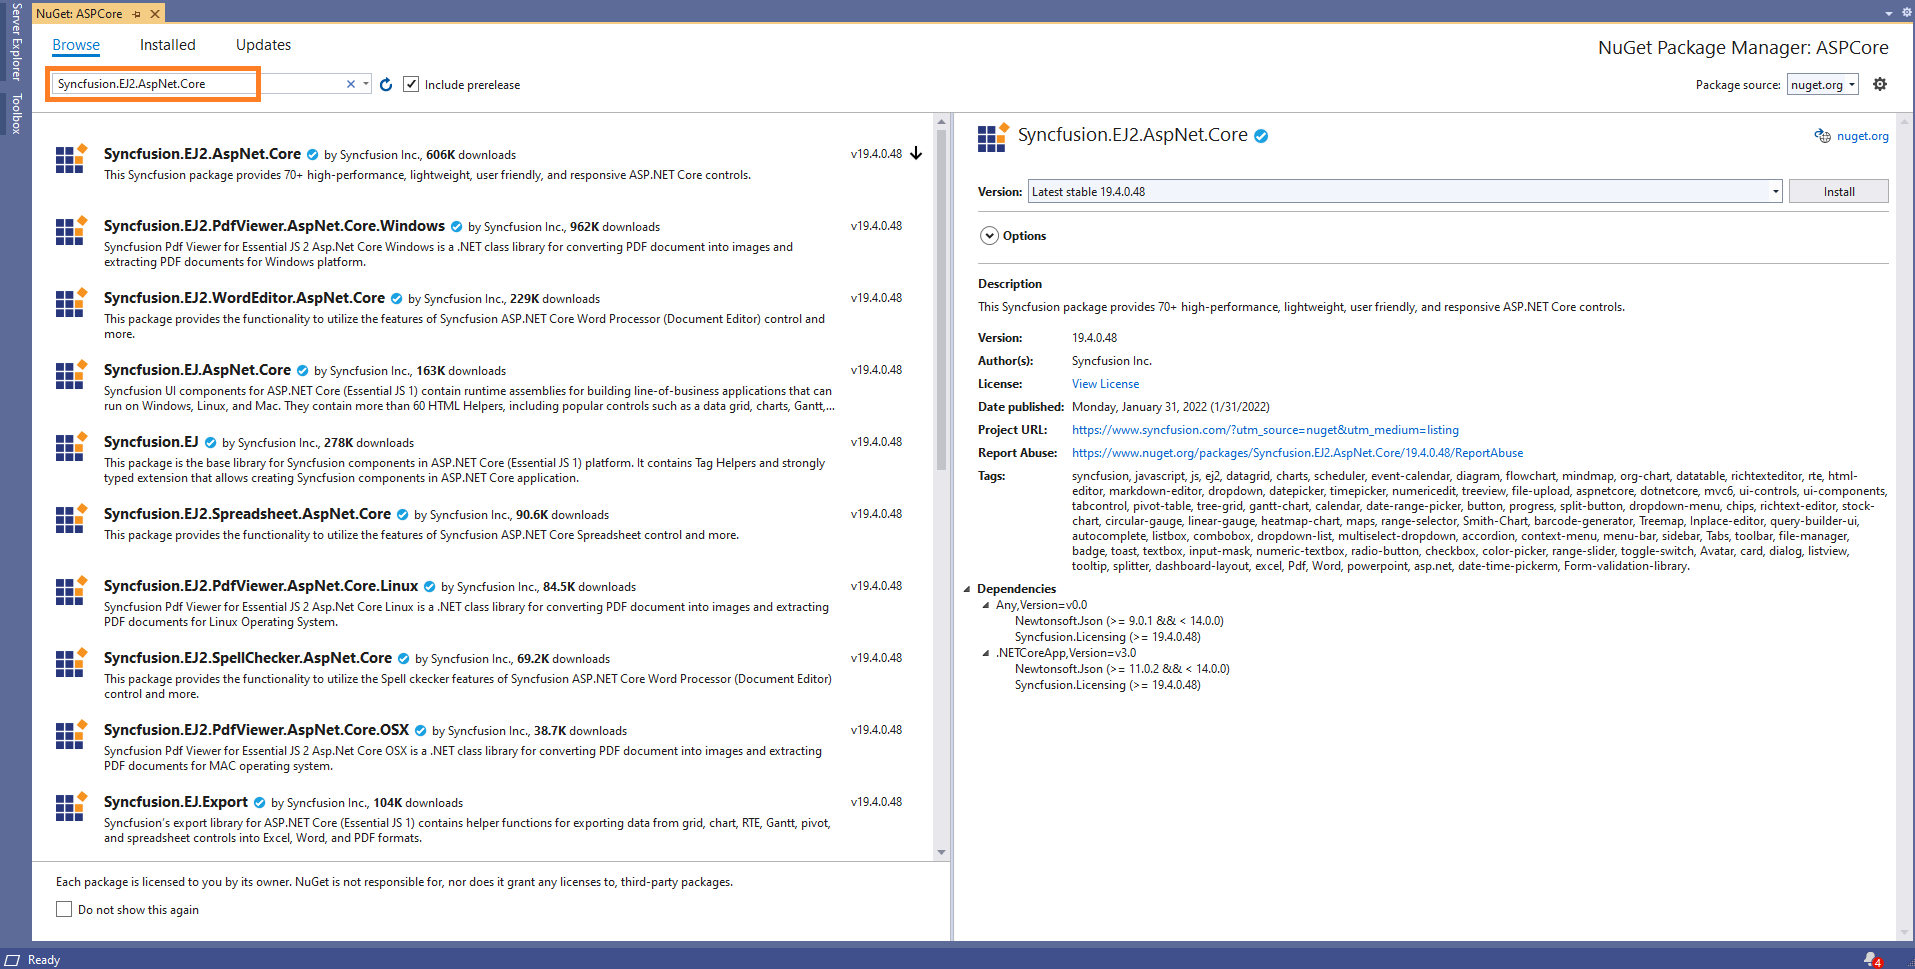 Server Explorer
Toolbox
NuGet: ASPCore
Browse
Installed
Updates
NuGet Package Manager: ASPCore
Syncfusion.EJ2.AspNet.Core
Include prerelease
Package source: nuget.org
Syncfusion.EJ2.AspNet.Core by Syncfusion Inc., 606K downloads v19.4.0.48
This Syncfusion package provides 70+ high-performance, lightweight, user friendly, and responsive ASP.NET Core controls.
Syncfusion.EJ2.PdfViewer.AspNet.Core.Windows by Syncfusion Inc., 962K downloads v19.4.0.48
Syncfusion Pdf Viewer for Essential JS 2 Asp.Net Core Windows is a .NET class library for converting PDF document into images and
extracting PDF documents for Windows platform.
Syncfusion.EJ2.WordEditor.AspNet.Core by Syncfusion Inc., 229K downloads v19.4.0.48
This package provides the functionality to utilize the features of Syncfusion ASP.NET Core Word Processor (Document Editor) control and
more.
Syncfusion.EJ.AspNet.Core by Syncfusion Inc., 163K downloads v19.4.0.48
Syncfusion UI components for ASP.NET Core (Essential JS 1) contain runtime assemblies for building line-of-business applications that can
run on Windows, Linux, and Mac. They contain more than 60 HTML Helpers, including popular controls such as a data grid, charts, Gantt,...
Syncfusion.EJ by Syncfusion Inc., 278K downloads v19.4.0.48
This package is the base library for Syncfusion components in ASP.NET Core (Essential JS 1) platform. It contains Tag Helpers and strongly
typed extension that allows creating Syncfusion components in ASP.NET Core application.
Syncfusion.EJ2.Spreadsheet.AspNet.Core by Syncfusion Inc., 90.6K downloads v19.4.0.48
This package provides the functionality to utilize the features of Syncfusion ASP.NET Core Spreadsheet control and more.
Syncfusion.EJ2.PdfViewer.AspNet.Core.Linux by Syncfusion Inc., 84.5K downloads v19.4.0.48
Syncfusion Pdf Viewer for Essential JS 2 Asp.Net Core Linux is a .NET class library for converting PDF document into images and extracting
PDF documents for Linux Operating System.
Syncfusion.EJ2.SpellChecker.AspNet.Core by Syncfusion Inc., 69.2K downloads v19.4.0.48
This package provides the functionality to utilize the Spell ckecker features of Syncfusion ASP.NET Core Word Processor (Document Editor)
control and more.
Syncfusion.EJ2.PdfViewer.AspNet.Core.OSX by Syncfusion Inc., 38.7K downloads v19.4.0.48
Syncfusion Pdf Viewer for Essential JS 2 Asp.Net Core OSX is a .NET class library for converting PDF document into images and extracting
PDF documents for MAC operating system.
Syncfusion.EJ.Export by Syncfusion Inc., 104K downloads v19.4.0.48
Syncfusion's export library for ASP.NET Core (Essential JS 1) contains helper functions for exporting data from grid, chart, RTE, Gantt, pivot,
and spreadsheet controls into Excel, Word, and PDF formats.
Each package is licensed to you by its owner. NuGet is not responsible for, nor does it grant any licenses to, third-party packages.
Do not show this again
Syncfusion.EJ2.AspNet.Core
nuget.org
Version: Latest stable 19.4.0.48 Install
Options
Description
This Syncfusion package provides 70+ high-performance, lightweight, user friendly, and responsive ASP.NET Core controls.
Version: 19.4.0.48
Author(s): Syncfusion Inc.
License: View License
Date published: Monday, January 31, 2022 (1/31/2022)
Project URL: https://www.syncfusion.com/?utm_source=nuget&utm_medium=listing
Report Abuse: https://www.nuget.org/packages/Syncfusion.EJ2.AspNet.Core/19.4.0.48/ReportAbuse
Tags: syncfusion, javascript, js, ej2, datagrid, charts, scheduler, event-calendar, diagram, flowchart, mindmap, org-chart, datatable, richtexteditor, rte, html-
editor, markdown-editor, dropdown, datepicker, timepicker, numericedit, treeview, file-upload, aspnetcore, dotnetcore, mvc6, ui-controls, ui-components,
tabcontrol, pivot-table, tree-grid, gantt-chart, calendar, date-range-picker, button, progress, split-button, dropdown-menu, chips, richtext-editor, stock-
chart, circular-gauge, linear-gauge, heatmap-chart, maps, range-selector, Smith-Chart, barcode-generator, Treemap, Inplace-editor, query-builder-ui,
autocomplete, listbox, combobox, dropdown-list, multiselect-dropdown, accordion, context-menu, menu-bar, sidebar, Tabs, toolbar, file-manager,
badge, toast, textbox, input-mask, numeric-textbox, radio-button, checkbox, color-picker, range-slider, toggle-switch, Avatar, card, dialog, listview,
tooltip, splitter, dashboard-layout, excel, Pdf, Word, powerpoint, asp.net, date-time-pickerm, Form-validation-library.
Dependencies
Any,Version=v0.0
Newtonsoft.Json (>= 9.0.1 && < 14.0.0)
Syncfusion.Licensing (>= 19.4.0.48)
.NETCoreApp,Version=v3.0
Newtonsoft.Json (>= 11.0.2 && < 14.0.0)
Syncfusion.Licensing (>= 19.4.0.48)
Ready
4